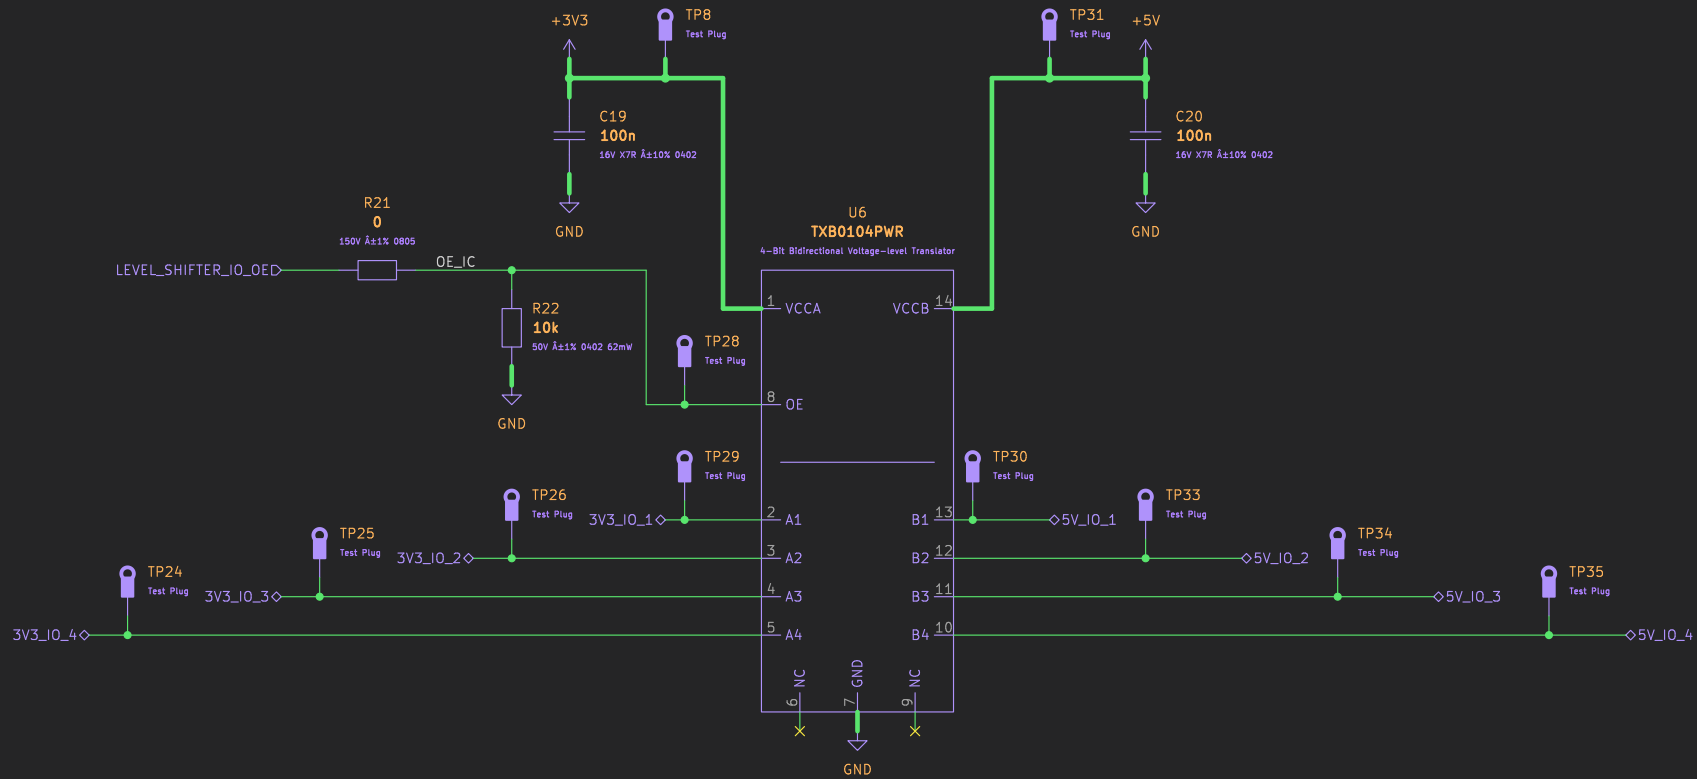 +3V3
TP8
Test Plug
TP31
Test Plug
+5V
C19
100n
16V X7R Â±10% 0402
C20
100n
16V X7R Â±10% 0402
GND
GND
R21
0
150V Â±1% 0805
U6
TXB0104PWR
4-Bit Bidirectional Voltage-level Translator
LEVEL_SHIFTER_IO_OE
OE_IC
R22
10k
50V Â±1% 0402 62mW
GND
1
VCCA
VCCB
14
TP28
Test Plug
8
OE
TP29
Test Plug
TP30
Test Plug
TP26
Test Plug
TP33
Test Plug
3V3_IO_1
2
A1
B1
13
5V_IO_1
TP25
Test Plug
TP34
Test Plug
3V3_IO_2
3
A2
B2
12
5V_IO_2
TP24
Test Plug
TP35
Test Plug
3V3_IO_3
4
A3
B3
11
5V_IO_3
3V3_IO_4
5
A4
B4
10
5V_IO_4
NC
GND
NC
6
7
9
GND